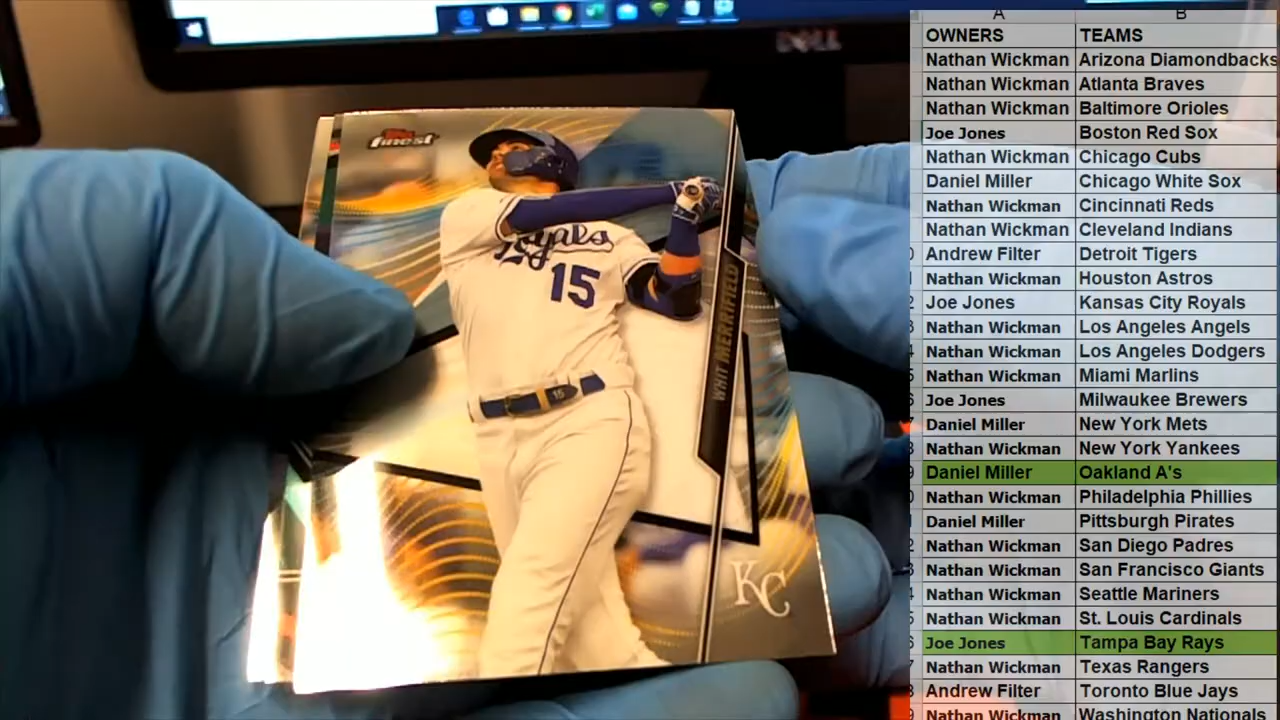 DELL
Topps
finest
Royals
15
15
WHIT MERRIFIELD
KC
A B
OWNERS TEAMS
Nathan Wickman Arizona Diamondbacks
Nathan Wickman Atlanta Braves
Nathan Wickman Baltimore Orioles
Joe Jones Boston Red Sox
Nathan Wickman Chicago Cubs
Daniel Miller Chicago White Sox
Nathan Wickman Cincinnati Reds
Nathan Wickman Cleveland Indians
Andrew Filter Detroit Tigers
Nathan Wickman Houston Astros
Joe Jones Kansas City Royals
Nathan Wickman Los Angeles Angels
Nathan Wickman Los Angeles Dodgers
Nathan Wickman Miami Marlins
Joe Jones Milwaukee Brewers
Daniel Miller New York Mets
Nathan Wickman New York Yankees
Daniel Miller Oakland A's
Nathan Wickman Philadelphia Phillies
Daniel Miller Pittsburgh Pirates
Nathan Wickman San Diego Padres
Nathan Wickman San Francisco Giants
Nathan Wickman Seattle Mariners
Nathan Wickman St. Louis Cardinals
Joe Jones Tampa Bay Rays
Nathan Wickman Texas Rangers
Andrew Filter Toronto Blue Jays
Nathan Wickman Washington Nationals